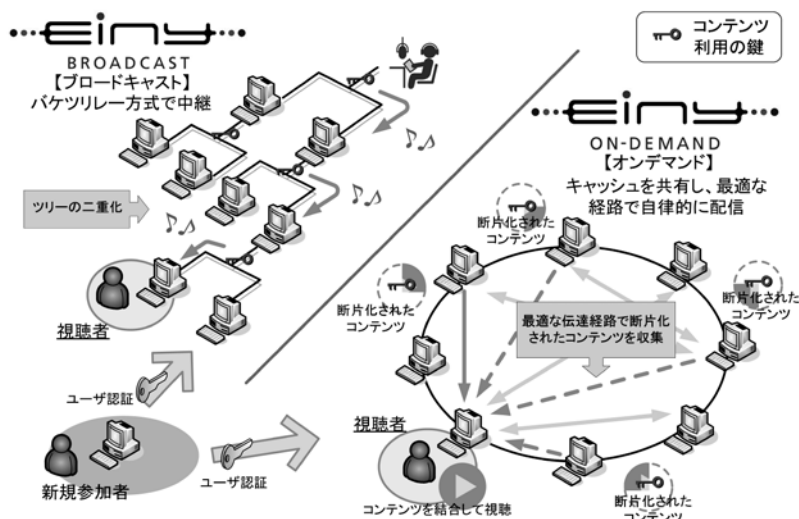 einy
BROADCAST
【ブロードキャスト】
バケツリレー方式で中継
ツリーの二重化
視聴者
ユーザ認証
新規参加者
ユーザ認証
コンテンツ
利用の鍵
einy
ON-DEMAND
【オンデマンド】
キャッシュを共有し、最適な
経路で自律的に配信
断片化された
コンテンツ
断片化された
コンテンツ
断片化された
コンテンツ
最適な伝達経路で断片化
されたコンテンツを収集
視聴者
コンテンツを結合して視聴
断片化された
コンテンツ